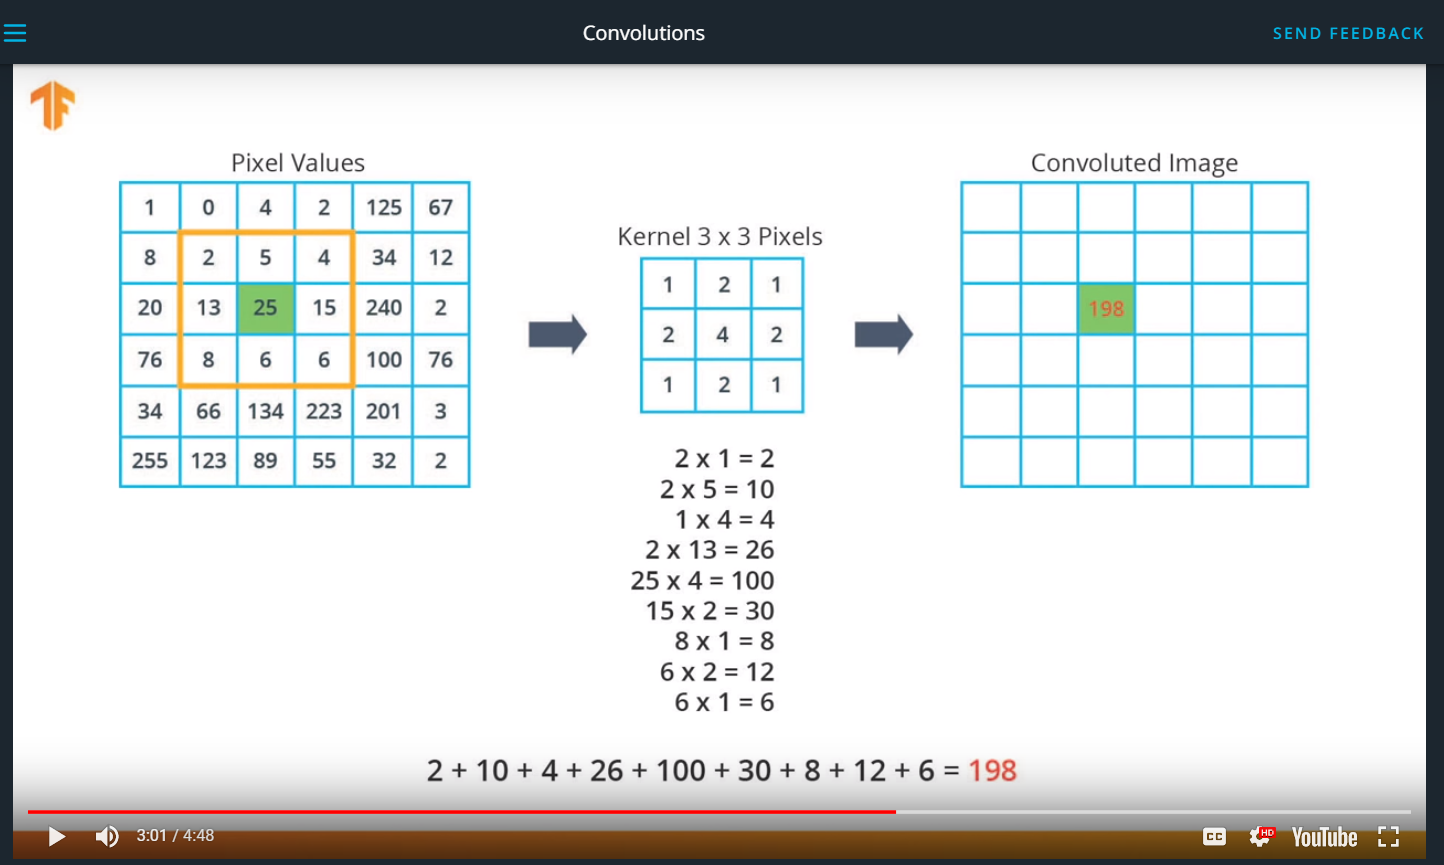 Convolutions
SEND FEEDBACK
Pixel Values
1 0 4 2 125 67
8 2 5 4 34 12
20 13 25 15 240 2
76 8 6 6 100 76
34 66 134 223 201 3
255 123 89 55 32 2
Kernel 3 x 3 Pixels
1 2 1
2 4 2
1 2 1
2 x 1 = 2
2 x 5 = 10
1 x 4 = 4
2 x 13 = 26
25 x 4 = 100
15 x 2 = 30
8 x 1 = 8
6 x 2 = 12
6 x 1 = 6
Convoluted Image
198
2 + 10 + 4 + 26 + 100 + 30 + 8 + 12 + 6 = 198
3:01 / 4:48
CC
HD
YouTube